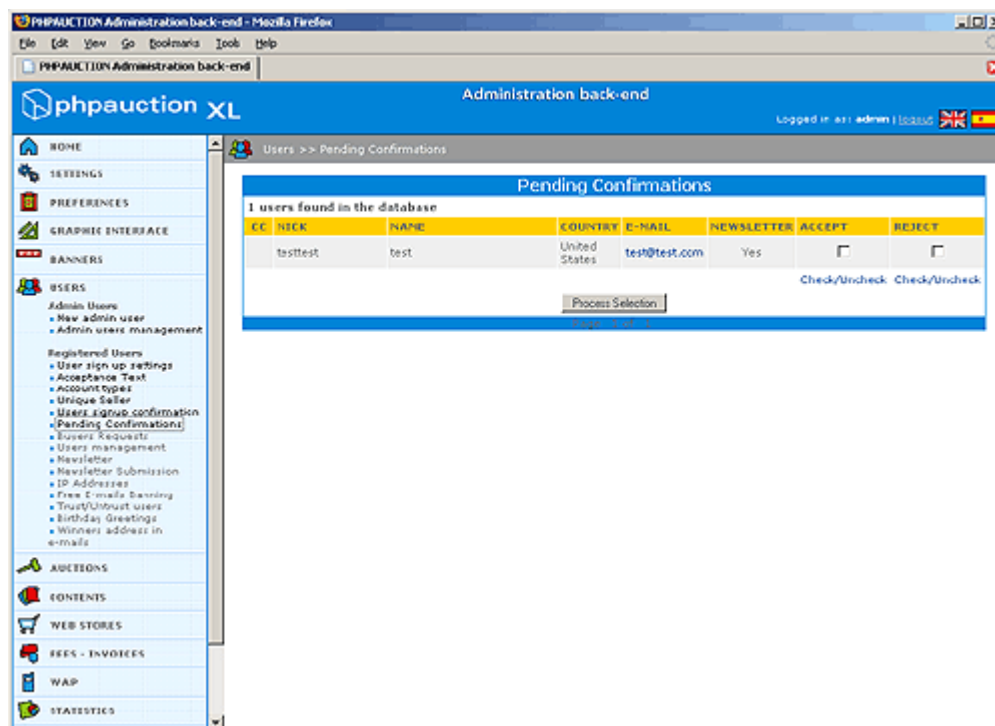 PHPAUCTION Administration back-end - Mozilla Firefox
File Edit View Go Bookmarks Tools Help
PHPAUCTION Administration back-end
phpauction XL
Administration back-end
Logged in as: admin | logout
HOME
SETTINGS
PREFERENCES
GRAPHIC INTERFACE
BANNERS
USERS
Admin Users
New admin user
Admin users management
Registered Users
User sign up settings
Acceptance Text
Account types
Unique Seller
Users signup confirmation
Pending Confirmations
Buyers Requests
Users management
Newsletter
Newsletter Submission
IP Addresses
Free E-mails Banning
Trust/Untrust users
Birthday Greetings
Winners address in
e-mails
AUCTIONS
CONTENTS
WEB STORES
FEES - INVOICES
WAP
STATISTICS
Users >> Pending Confirmations
Pending Confirmations
1 users found in the database
CC NICK NAME COUNTRY E-MAIL NEWSLETTER ACCEPT REJECT
testtest test United States test@test.com Yes
Check/Uncheck Check/Uncheck
Process Selection